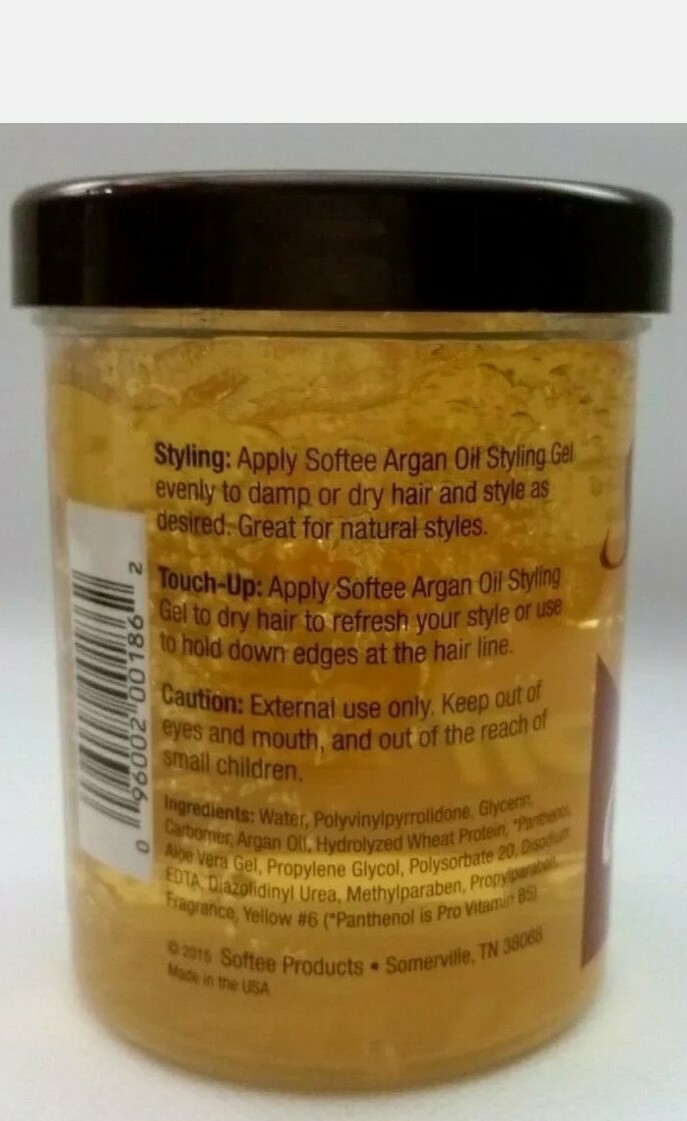 Styling: Apply Softee Argan Oil Styling Gel
evenly to damp or dry hair and style as
desired. Great for natural styles.
Touch-Up: Apply Softee Argan Oil Styling
Gel to dry hair to refresh your style or use
to hold down edges at the hair line.
Caution: External use only. Keep out of
eyes and mouth, and out of the reach of
small children.
Ingredients: Water, Polyvinylpyrrolidone, Glycerin,
Carbomer, Argan Oil, Hydrolyzed Wheat Protein, *Panthenol,
Aloe Vera Gel, Propylene Glycol, Polysorbate 20, Disodium
EDTA, Diazolidinyl Urea, Methylparaben, Propylparaben,
Fragrance, Yellow #6 (*Panthenol is Pro Vitamin B5)
© 2015 Softee Products • Somerville, TN 38068
Made in the USA
0 96002 00186 2